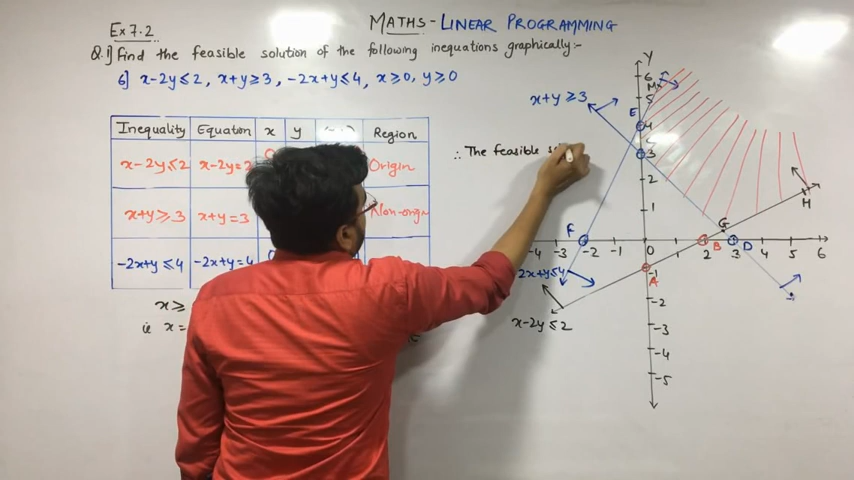 MATHS - LINEAR PROGRAMMING
Ex 7.2
Q.1] Find the feasible solution of the following inequations graphically:-
6] x-2y≤2, x+y≥3, -2x+y≤4, x≥0, y≥0
Inequality Equation x y Region
x-2y≤2 x-2y=2 Origin
x+y≥3 x+y=3 Non-origin
-2x+y≤4 -2x+y=4
x≥
ie x=
∴ The feasible s
Y
6
M
5
x+y≥3
E 4
3
2
1
H
G
F
-4 -3 -2 -1 0 1 2 B 3 D 4 5 6
-1
A
2x+y≤4
-2
x-2y≤2
-3
-4
-5